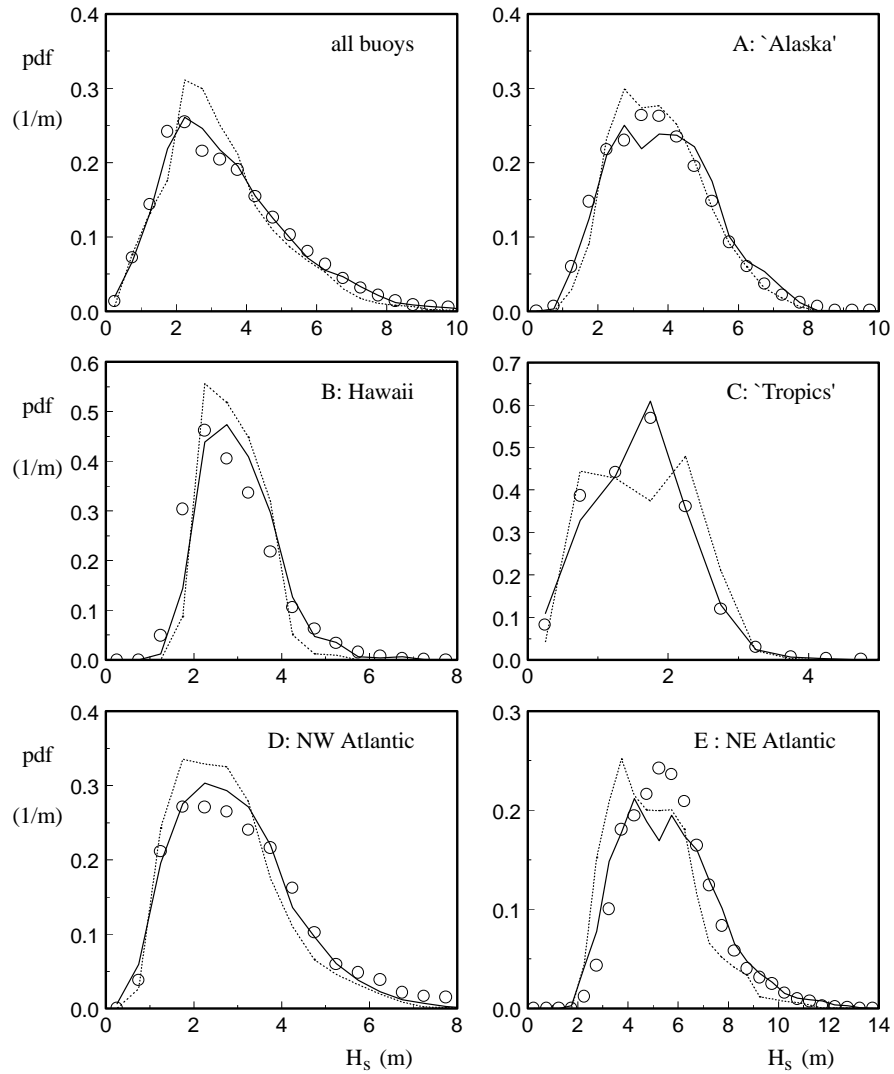 all buoys
pdf
(1/m)
0.4
0.3
0.2
0.1
0.0
0 2 4 6 8 10
A: `Alaska'
0.4
0.3
0.2
0.1
0.0
0 2 4 6 8 10
B: Hawaii
pdf
(1/m)
0.6
0.5
0.4
0.3
0.2
0.1
0.0
0 2 4 6 8
C: `Tropics'
0.7
0.6
0.5
0.4
0.3
0.2
0.1
0.0
0 2 4
D: NW Atlantic
pdf
(1/m)
0.4
0.3
0.2
0.1
0.0
0 2 4 6 8
Hs (m)
E : NE Atlantic
0.3
0.2
0.1
0.0
0 2 4 6 8 10 12 14
Hs (m)